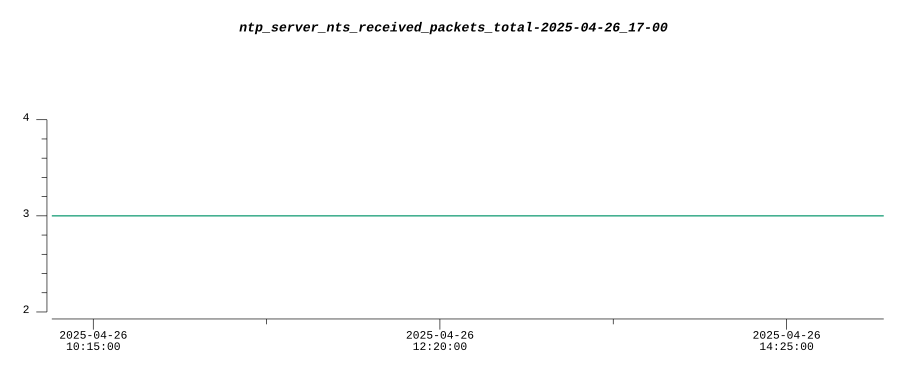 ntp_server_nts_received_packets_total-2025-04-26_17-00
4
3
2
2025-04-26 2025-04-26 2025-04-26
10:15:00 12:20:00 14:25:00